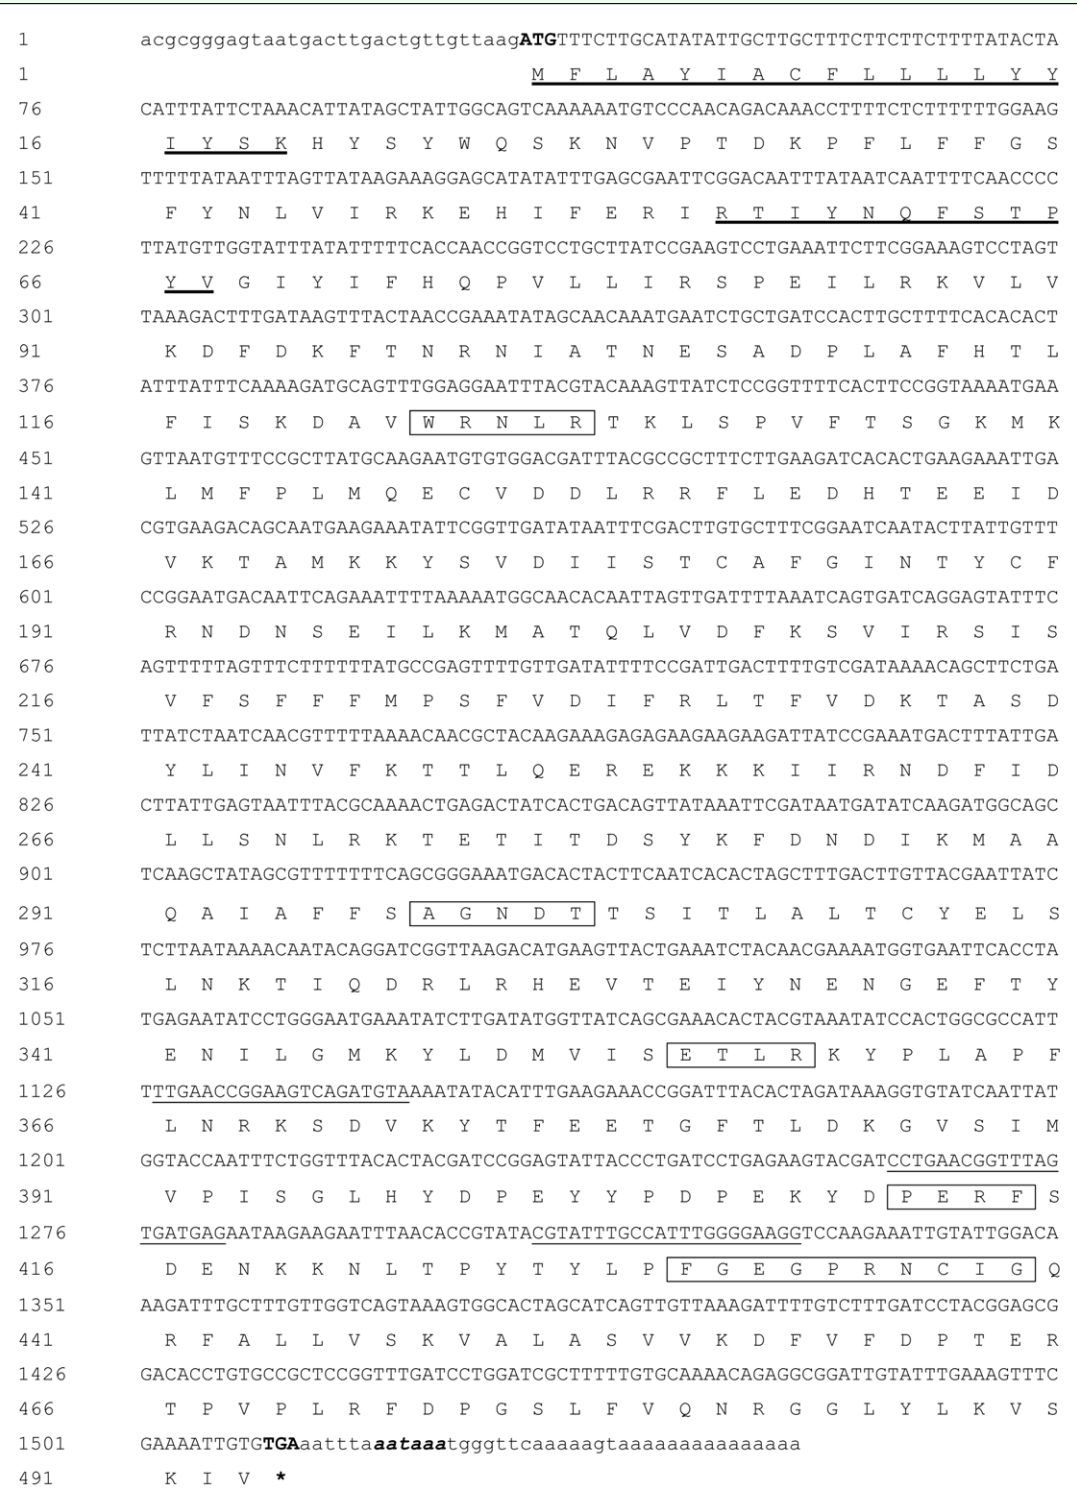 1 acgcgggagtaatgacttgactgttgttaagATGTTTCTTGCATATATTGCTTGCTTTCTTCTTCTTTTATACTA
1 M F L A Y I A C F L L L L Y Y
76 CATTTATTCTAAACATTATAGCTATTGGCAGTCAAAAAATGTCCCAACAGACAAACCTTTTCTCTTTTTTGGAAG
16 I Y S K H Y S Y W Q S K N V P T D K P F L F F G S
151 TTTTTATAATTTAGTTATAAGAAAGGAGCATATATTTGAGCGAATTCGGACAATTTATAATCAATTTTCAACCCC
41 F Y N L V I R K E H I F E R I R T I Y N Q F S T P
226 TTATGTTGGTATTTATATTTTTCACCAACCGGTCCTGCTTATCCGAAGTCCTGAAATTCTTCGGAAAGTCCTAGT
66 Y V G I Y I F H Q P V L L I R S P E I L R K V L V
301 TAAAGACTTTGATAAGTTTACTAACCGAAATATAGCAACAAATGAATCTGCTGATCCACTTGCTTTTCACACACT
91 K D F D K F T N R N I A T N E S A D P L A F H T L
376 ATTTATTTCAAAAGATGCAGTTTGGAGGAATTTACGTACAAAGTTATCTCCGGTTTTCACTTCCGGTAAAATGAA
116 F I S K D A V W R N L R T K L S P V F T S G K M K
451 GTTAATGTTTCCGCTTATGCAAGAATGTGTGGACGATTTACGCCGCTTTCTTGAAGATCACACTGAAGAAATTGA
141 L M F P L M Q E C V D D L R R F L E D H T E E I D
526 CGTGAAGACAGCAATGAAGAAATATTCGGTTGATATAATTTCGACTTGTGCTTTCGGAATCAATACTTATTGTTT
166 V K T A M K K Y S V D I I S T C A F G I N T Y C F
601 CCGGAATGACAATTCAGAAATTTTAAAAATGGCAACACAATTAGTTGATTTTAAATCAGTGATCAGGAGTATTTC
191 R N D N S E I L K M A T Q L V D F K S V I R S I S
676 AGTTTTTAGTTTCTTTTTTATGCCGAGTTTTGTTGATATTTTCCGATTGACTTTTGTCGATAAAACAGCTTCTGA
216 V F S F F F M P S F V D I F R L T F V D K T A S D
751 TTATCTAATCAACGTTTTTAAAACAACGCTACAAGAAAGAGAGAAGAAGAAGATTATCCGAAATGACTTTATTGA
241 Y L I N V F K T T L Q E R E K K K I I R N D F I D
826 CTTATTGAGTAATTTACGCAAAACTGAGACTATCACTGACAGTTATAAATTCGATAATGATATCAAGATGGCAGC
266 L L S N L R K T E T I T D S Y K F D N D I K M A A
901 TCAAGCTATAGCGTTTTTTTCAGCGGGAAATGACACTACTTCAATCACACTAGCTTTGACTTGTTACGAATTATC
291 Q A I A F F S A G N D T T S I T L A L T C Y E L S
976 TCTTAATAAAACAATACAGGATCGGTTAAGACATGAAGTTACTGAAATCTACAACGAAAATGGTGAATTCACCTA
316 L N K T I Q D R L R H E V T E I Y N E N G E F T Y
1051 TGAGAATATCCTGGGAATGAAATATCTTGATATGGTTATCAGCGAAACACTACGTAAATATCCACTGGCGCCATT
341 E N I L G M K Y L D M V I S E T L R K Y P L A P F
1126 TTTGAACCGGAAGTCAGATGTAAAATATACATTTGAAGAAACCGGATTTACACTAGATAAAGGTGTATCAATTAT
366 L N R K S D V K Y T F E E T G F T L D K G V S I M
1201 GGTACCAATTTCTGGTTTACACTACGATCCGGAGTATTACCCTGATCCTGAGAAGTACGATCCTGAACGGTTTAG
391 V P I S G L H Y D P E Y Y P D P E K Y D P E R F S
1276 TGATGAGAATAAGAAGAATTTAACACCGTATACGTATTTGCCATTTGGGGAAGGTCCAAGAAATTGTATTGGACA
416 D E N K K N L T P Y T Y L P F G E G P R N C I G Q
1351 AAGATTTGCTTTGTTGGTCAGTAAAGTGGCACTAGCATCAGTTGTTAAAGATTTTGTCTTTGATCCTACGGAGCG
441 R F A L L V S K V A L A S V V K D F V F D P T E R
1426 GACACCTGTGCCGCTCCGGTTTGATCCTGGATCGCTTTTTGTGCAAAACAGAGGCGGATTGTATTTGAAAGTTTC
466 T P V P L R F D P G S L F V Q N R G G L Y L K V S
1501 GAAAATTGTGTGAaatttaaataaatgggttcaaaaagtaaaaaaaaaaaaaaa
491 K I V *